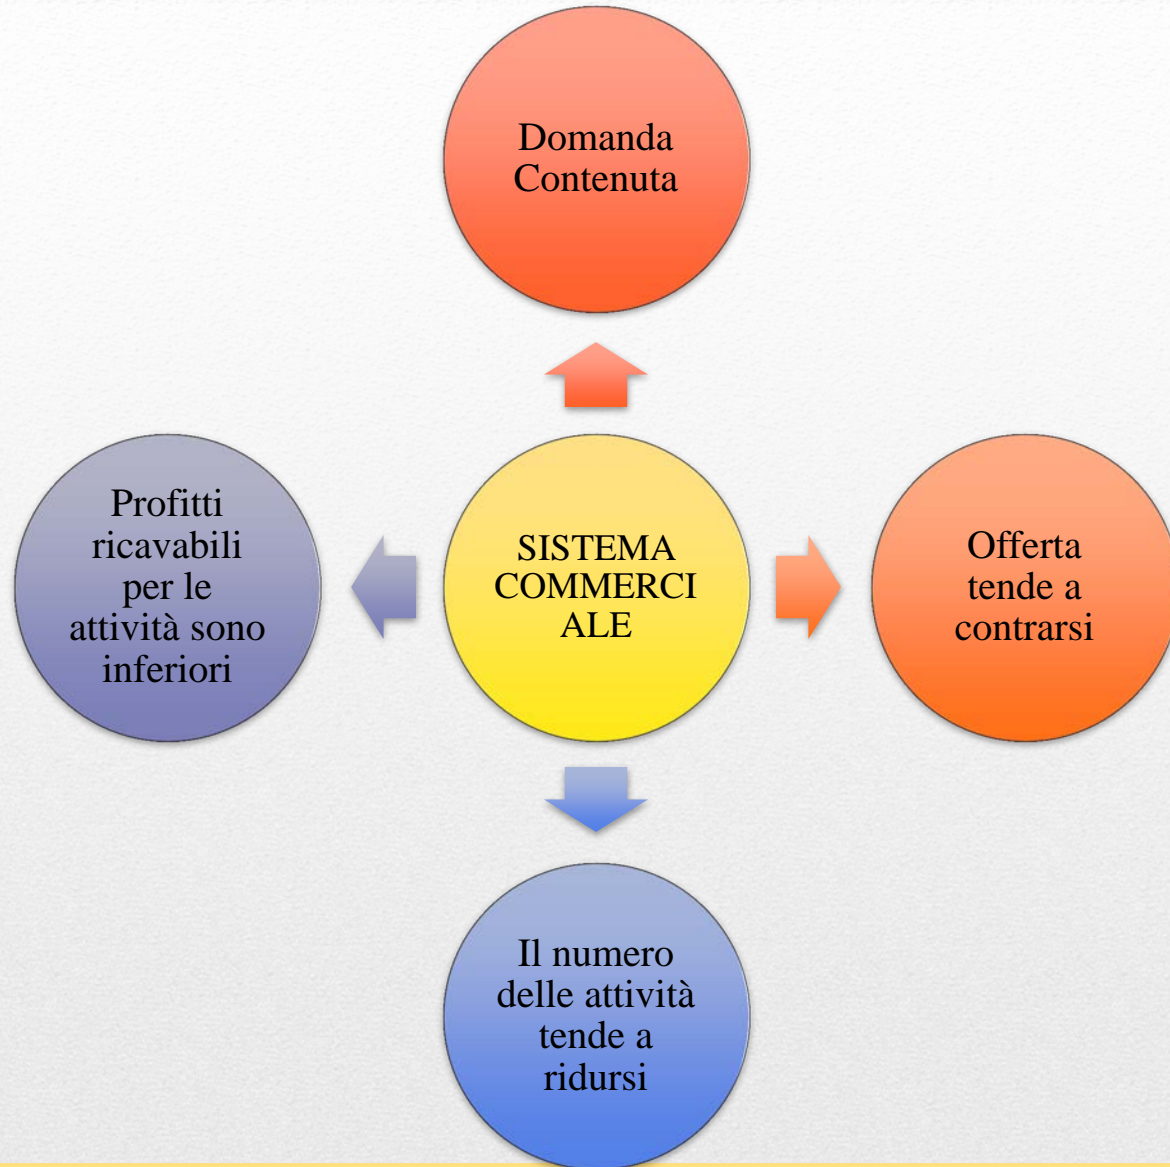 Domanda
Contenuta
Profitti
ricavabili
per le
attività sono
inferiori
SISTEMA
COMMERCI
ALE
Offerta
tende a
contrarsi
Il numero
delle attività
tende a
ridursi